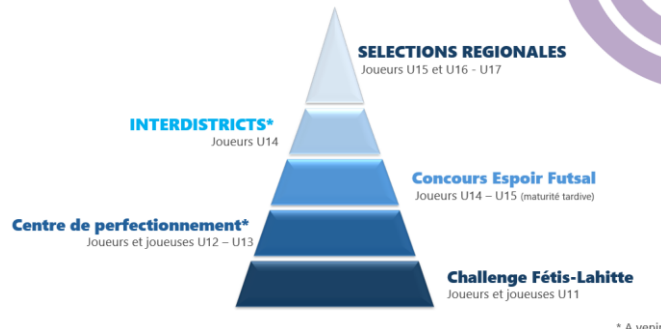 SELECTIONS REGIONALES
Joueurs U15 et U16 - U17
INTERDISTRICTS*
Joueurs U14
Concours Espoir Futsal
Joueurs U14 – U15 (maturité tardive)
Centre de perfectionnement*
Joueurs et joueuses U12 – U13
Challenge Fétis-Lahitte
Joueurs et joueuses U11
* A venir